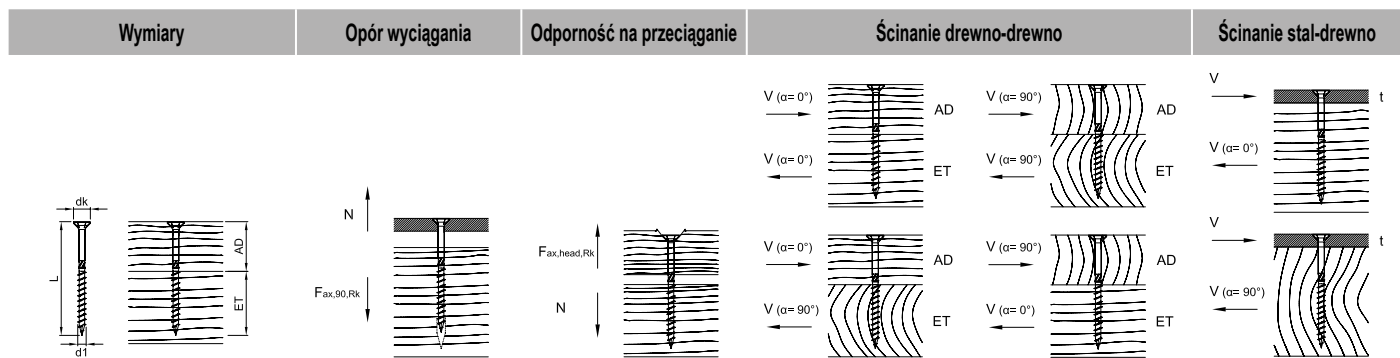 Wymiary
Opór wyciągania
Odporność na przeciąganie
Ścinanie drewno-drewno
Ścinanie stal-drewno
dk
L
d1
AD
ET
N
Fax,90,Rk
Fax,head,Rk
N
V (α= 0°)
AD
V (α= 0°)
ET
V (α= 90°)
AD
V (α= 90°)
ET
V (α= 0°)
AD
V (α= 90°)
ET
V (α= 90°)
AD
V (α= 0°)
ET
V
t
V (α= 0°)
V
t
V (α= 90°)